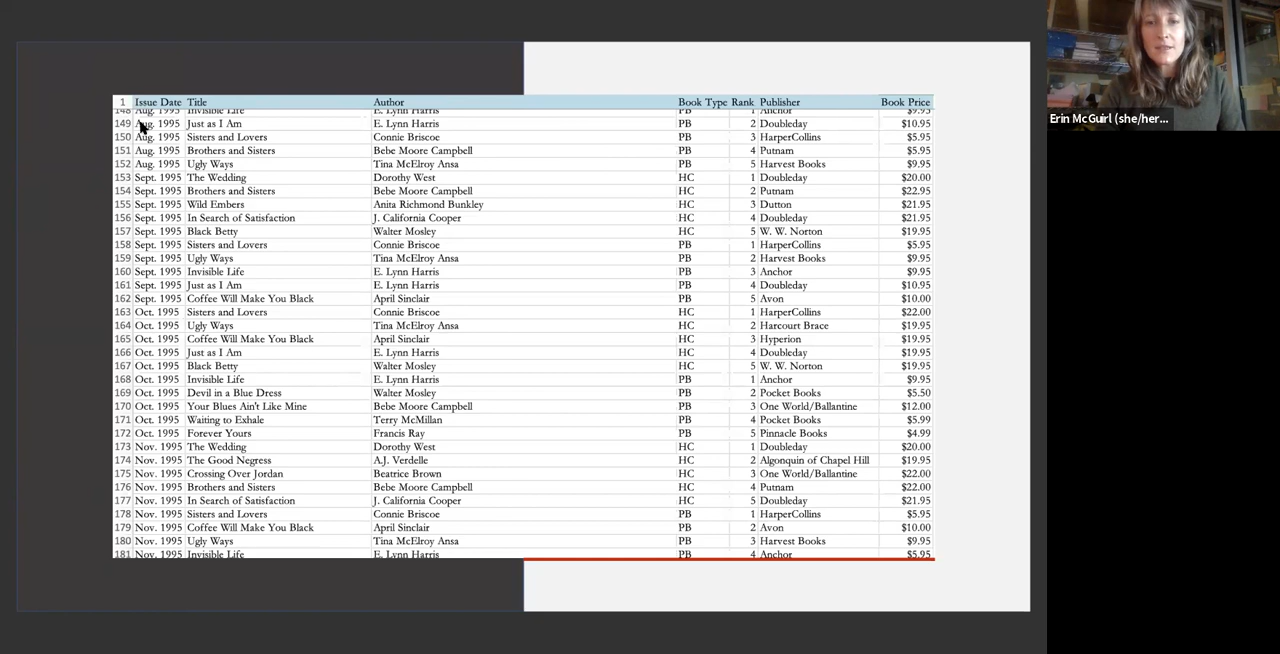 1 Issue Date Title Author Book Type Rank Publisher Book Price
148 Aug. 1995 Invisible Life E. Lynn Harris PB 1 Anchor $9.95
149 Aug. 1995 Just as I Am E. Lynn Harris PB 2 Doubleday $10.95
150 Aug. 1995 Sisters and Lovers Connie Briscoe PB 3 HarperCollins $5.95
151 Aug. 1995 Brothers and Sisters Bebe Moore Campbell PB 4 Putnam $5.95
152 Aug. 1995 Ugly Ways Tina McElroy Ansa PB 5 Harvest Books $9.95
153 Sept. 1995 The Wedding Dorothy West HC 1 Doubleday $20.00
154 Sept. 1995 Brothers and Sisters Bebe Moore Campbell HC 2 Putnam $22.95
155 Sept. 1995 Wild Embers Anita Richmond Bunkley HC 3 Dutton $21.95
156 Sept. 1995 In Search of Satisfaction J. California Cooper HC 4 Doubleday $21.95
157 Sept. 1995 Black Betty Walter Mosley HC 5 W. W. Norton $19.95
158 Sept. 1995 Sisters and Lovers Connie Briscoe PB 1 HarperCollins $5.95
159 Sept. 1995 Ugly Ways Tina McElroy Ansa PB 2 Harvest Books $9.95
160 Sept. 1995 Invisible Life E. Lynn Harris PB 3 Anchor $9.95
161 Sept. 1995 Just as I Am E. Lynn Harris PB 4 Doubleday $10.95
162 Sept. 1995 Coffee Will Make You Black April Sinclair PB 5 Avon $10.00
163 Oct. 1995 Sisters and Lovers Connie Briscoe HC 1 HarperCollins $22.00
164 Oct. 1995 Ugly Ways Tina McElroy Ansa HC 2 Harcourt Brace $19.95
165 Oct. 1995 Coffee Will Make You Black April Sinclair HC 3 Hyperion $19.95
166 Oct. 1995 Just as I Am E. Lynn Harris HC 4 Doubleday $19.95
167 Oct. 1995 Black Betty Walter Mosley HC 5 W. W. Norton $19.95
168 Oct. 1995 Invisible Life E. Lynn Harris PB 1 Anchor $9.95
169 Oct. 1995 Devil in a Blue Dress Walter Mosley PB 2 Pocket Books $5.50
170 Oct. 1995 Your Blues Ain't Like Mine Bebe Moore Campbell PB 3 One World/Ballantine $12.00
171 Oct. 1995 Waiting to Exhale Terry McMillan PB 4 Pocket Books $5.99
172 Oct. 1995 Forever Yours Francis Ray PB 5 Pinnacle Books $4.99
173 Nov. 1995 The Wedding Dorothy West HC 1 Doubleday $20.00
174 Nov. 1995 The Good Negress A.J. Verdelle HC 2 Algonquin of Chapel Hill $19.95
175 Nov. 1995 Crossing Over Jordan Beatrice Brown HC 3 One World/Ballantine $22.00
176 Nov. 1995 Brothers and Sisters Bebe Moore Campbell HC 4 Putnam $22.00
177 Nov. 1995 In Search of Satisfaction J. California Cooper HC 5 Doubleday $21.95
178 Nov. 1995 Sisters and Lovers Connie Briscoe PB 1 HarperCollins $5.95
179 Nov. 1995 Coffee Will Make You Black April Sinclair PB 2 Avon $10.00
180 Nov. 1995 Ugly Ways Tina McElroy Ansa PB 3 Harvest Books $9.95
181 Nov. 1995 Invisible Life E. Lynn Harris PB 4 Anchor $5.95
Erin McGuirl (she/her...